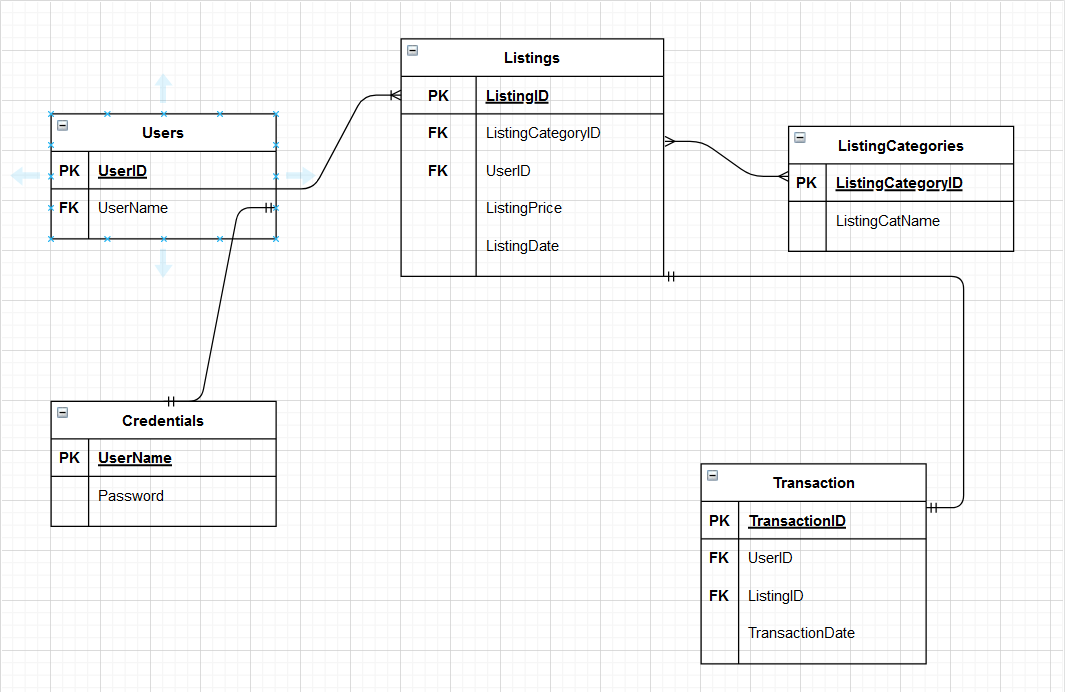 Users
PK UserID
FK UserName
Listings
PK ListingID
FK ListingCategoryID
FK UserID
ListingPrice
ListingDate
ListingCategories
PK ListingCategoryID
ListingCatName
Credentials
PK UserName
Password
Transaction
PK TransactionID
FK UserID
FK ListingID
TransactionDate